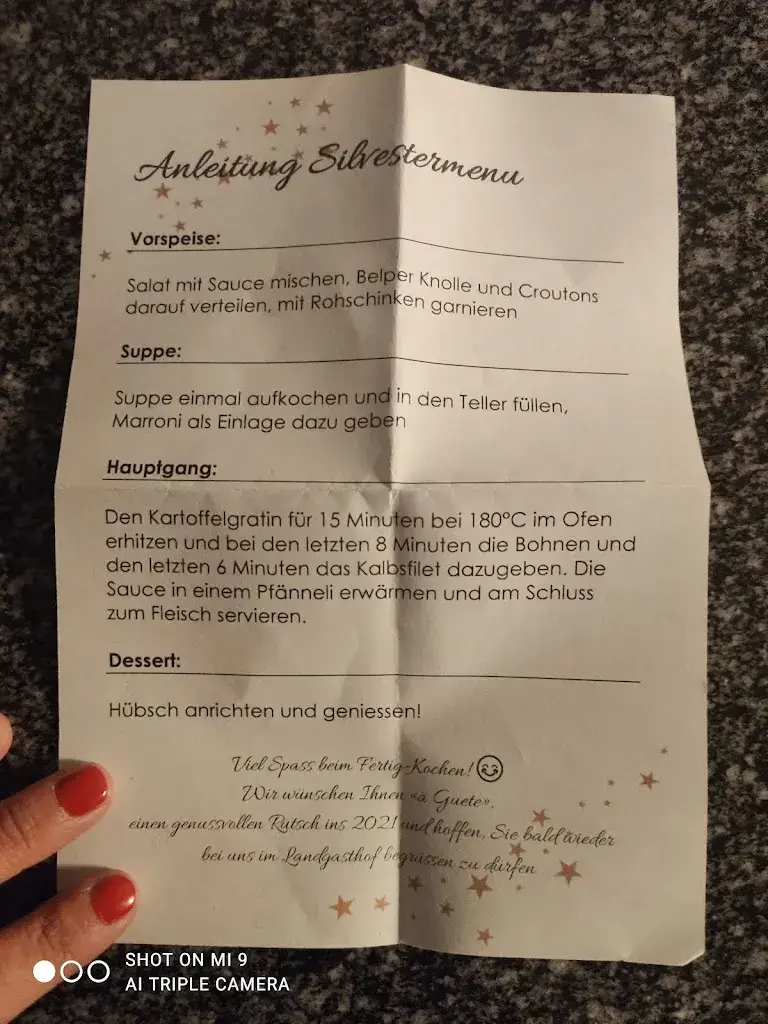 Anleitung Silvestermenu
Vorspeise:
Salat mit Sauce mischen, Belper Knolle und Croutons
darauf verteilen, mit Rohschinken garnieren
Suppe:
Suppe einmal aufkochen und in den Teller füllen,
Marroni als Einlage dazu geben
Hauptgang:
Den Kartoffelgratin für 15 Minuten bei 180°C im Ofen
erhitzen und bei den letzten 8 Minuten die Bohnen und
den letzten 6 Minuten das Kalbsfilet dazugeben. Die
Sauce in einem Pfänneli erwärmen und am Schluss
zum Fleisch servieren.
Dessert:
Hübsch anrichten und geniessen!
Viel Spass beim Fertig-Kochen!
Wir wünschen Ihnen «ä Guete»,
einen genussvollen Rutsch ins 2021 und hoffen, Sie bald wieder
bei uns im Landgasthof begrüssen zu dürfen
SHOT ON MI 9
AI TRIPLE CAMERA